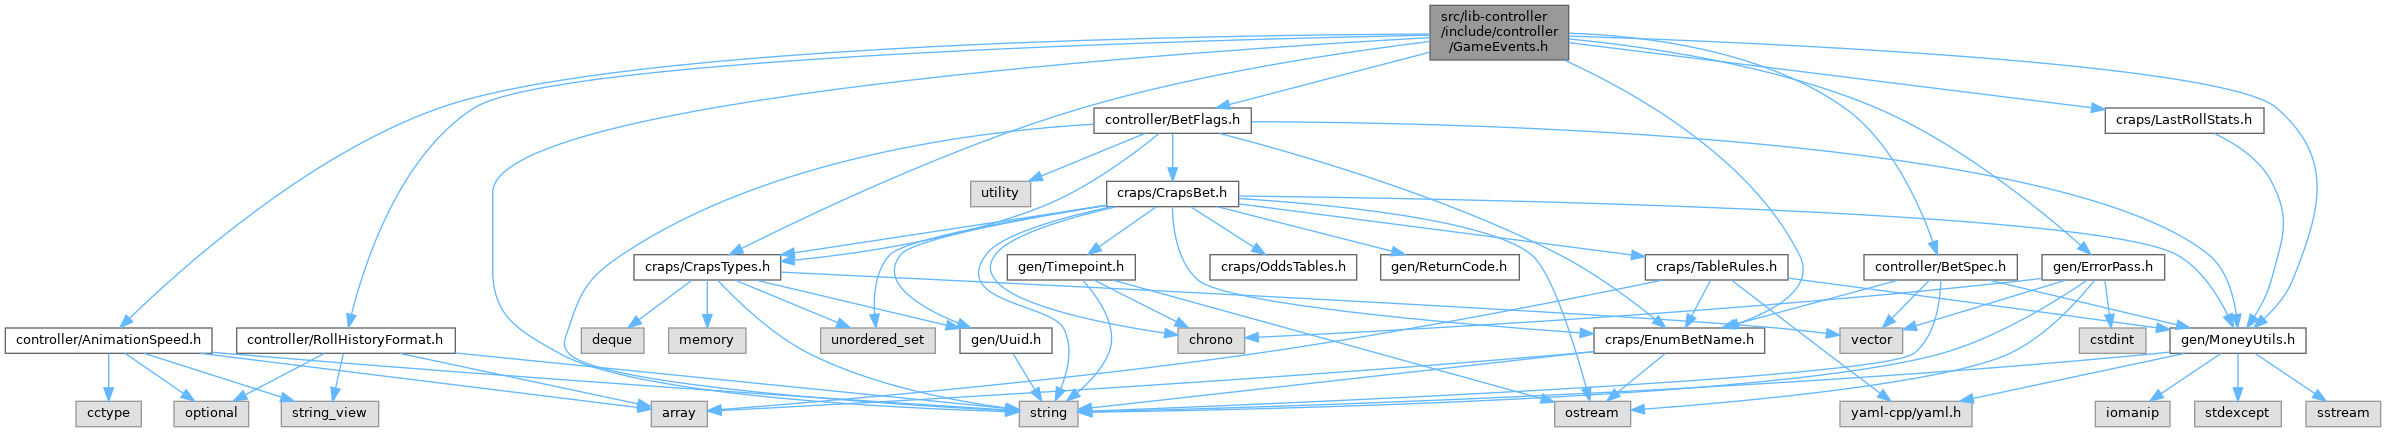 src/lib-controller
/include/controller
/GameEvents.h
controller/BetFlags.h
craps/LastRollStats.h
utility
craps/CrapsBet.h
craps/CrapsTypes.h
gen/Timepoint.h
craps/OddsTables.h
gen/ReturnCode.h
craps/TableRules.h
controller/BetSpec.h
gen/ErrorPass.h
controller/AnimationSpeed.h
controller/RollHistoryFormat.h
deque
memory
unordered_set
gen/Uuid.h
chrono
craps/EnumBetName.h
vector
cstdint
gen/MoneyUtils.h
cctype
optional
string_view
array
string
ostream
yaml-cpp/yaml.h
iomanip
stdexcept
sstream